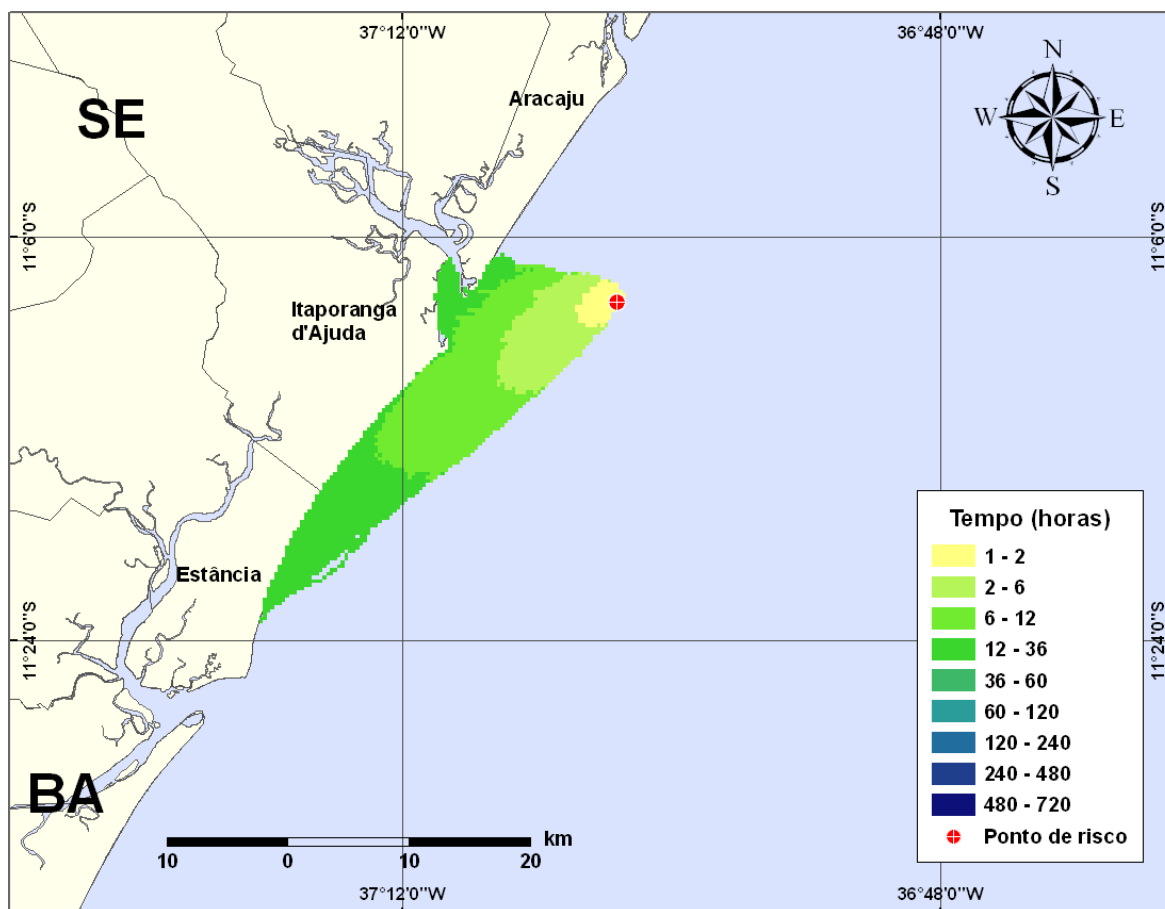 37°12'0"W
36°48'0"W
SE
Aracaju
N
W
E
S
11°6'0"S
11°6'0"S
Itaporanga
d'Ajuda
Estância
11°24'0"S
11°24'0"S
BA
km
10
0
10
20
Tempo (horas)
1 - 2
2 - 6
6 - 12
12 - 36
36 - 60
60 - 120
120 - 240
240 - 480
480 - 720
Ponto de risco
37°12'0"W
36°48'0"W